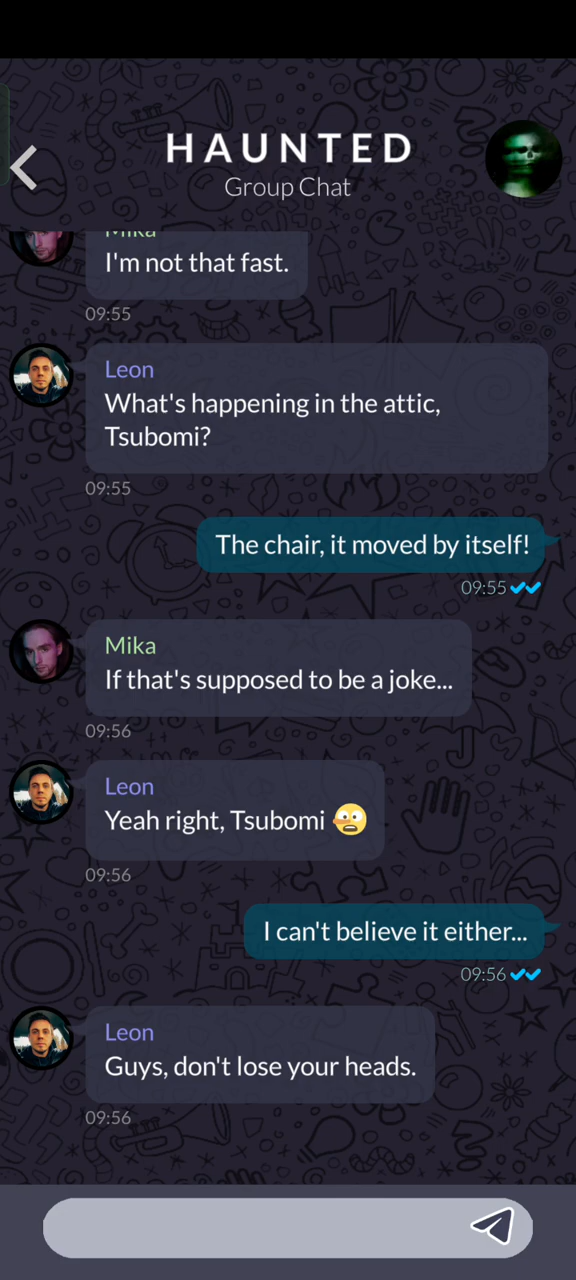 HAUNTED
Group Chat
Mika
I'm not that fast.
09:55
Leon
What's happening in the attic,
Tsubomi?
09:55
The chair, it moved by itself!
09:55
Mika
If that's supposed to be a joke...
09:56
Leon
Yeah right, Tsubomi 🤥
09:56
I can't believe it either...
09:56
Leon
Guys, don't lose your heads.
09:56